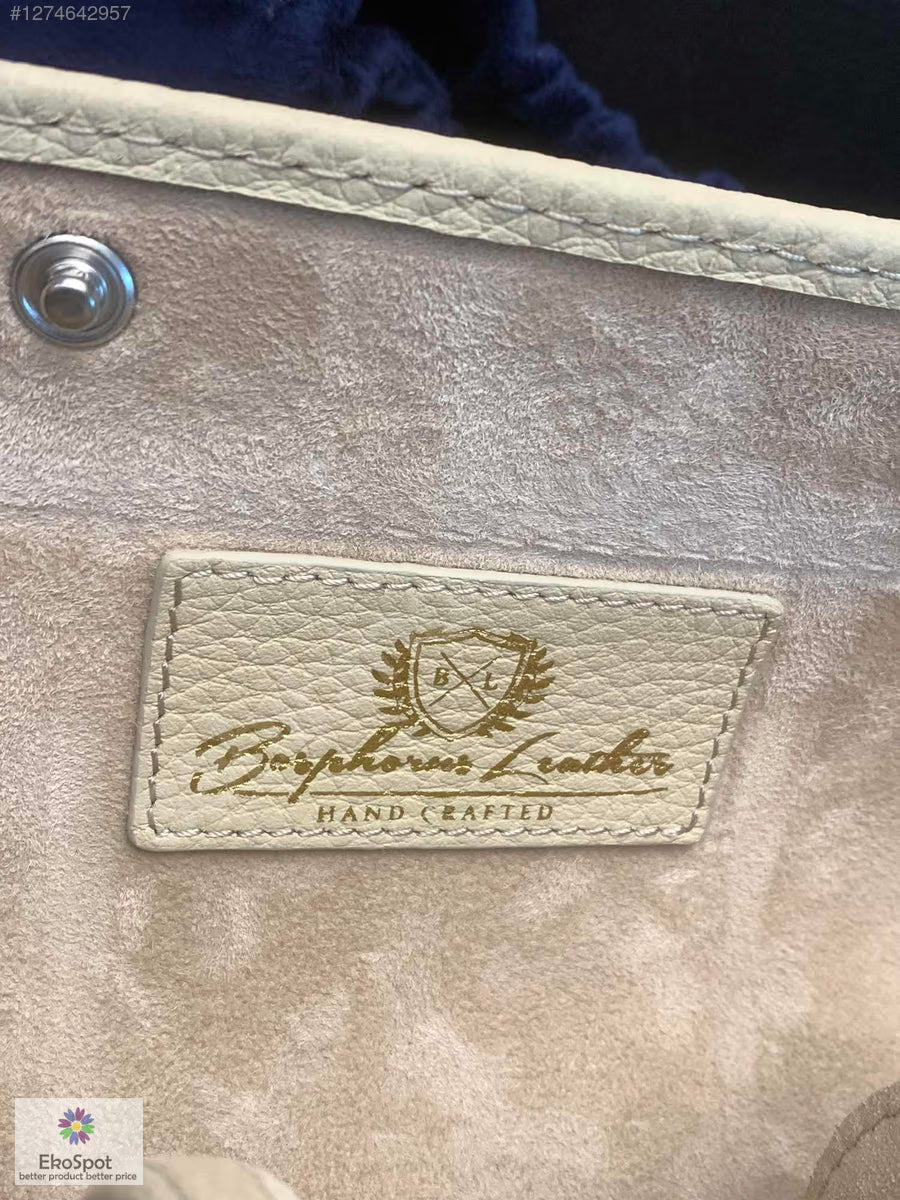 #1274642957
B L
Bosphorus Leather
HAND CRAFTED
EkoSpot
better product better price